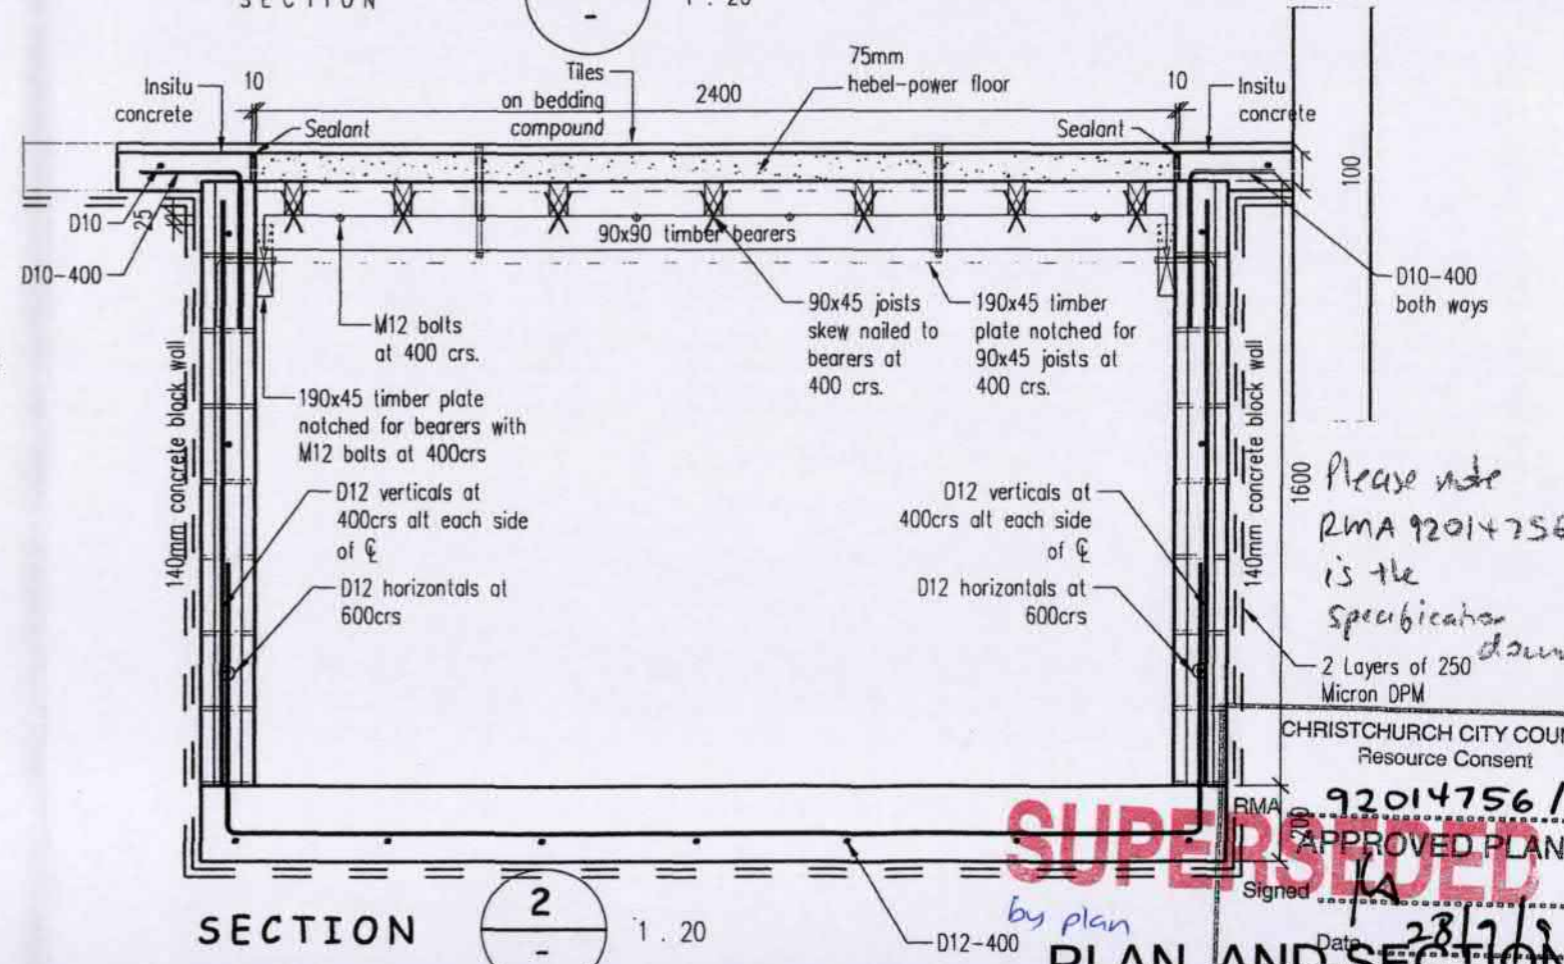 SECTION
-
1 . 20
Insitu
concrete
10
Tiles
on bedding
compound
2400
75mm
hebel-power floor
10
Insitu
concrete
Sealant
Sealant
100
D10
25
D10-400
90x90 timber bearers
M12 bolts
at 400 crs.
90x45 joists
skew nailed to
bearers at
400 crs.
190x45 timber
plate notched for
90x45 joists at
400 crs.
D10-400
both ways
190x45 timber plate
notched for bearers with
M12 bolts at 400crs
140mm concrete block wall
140mm concrete block wall
1600
D12 verticals at
400crs alt each side
of ℄
D12 verticals at
400crs alt each side
of ℄
D12 horizontals at
600crs
D12 horizontals at
600crs
Please note
RMA 92014756
is the
specification
2 Layers of 250
Micron DPM
CHRISTCHURCH CITY COUN
Resource Consent
RMA 92014756 /
200
APPROVED PLAN
SUPERSEDED
Signed
by plan
Date
SECTION
2
-
1 . 20
D12-400
PLAN AND SECTION